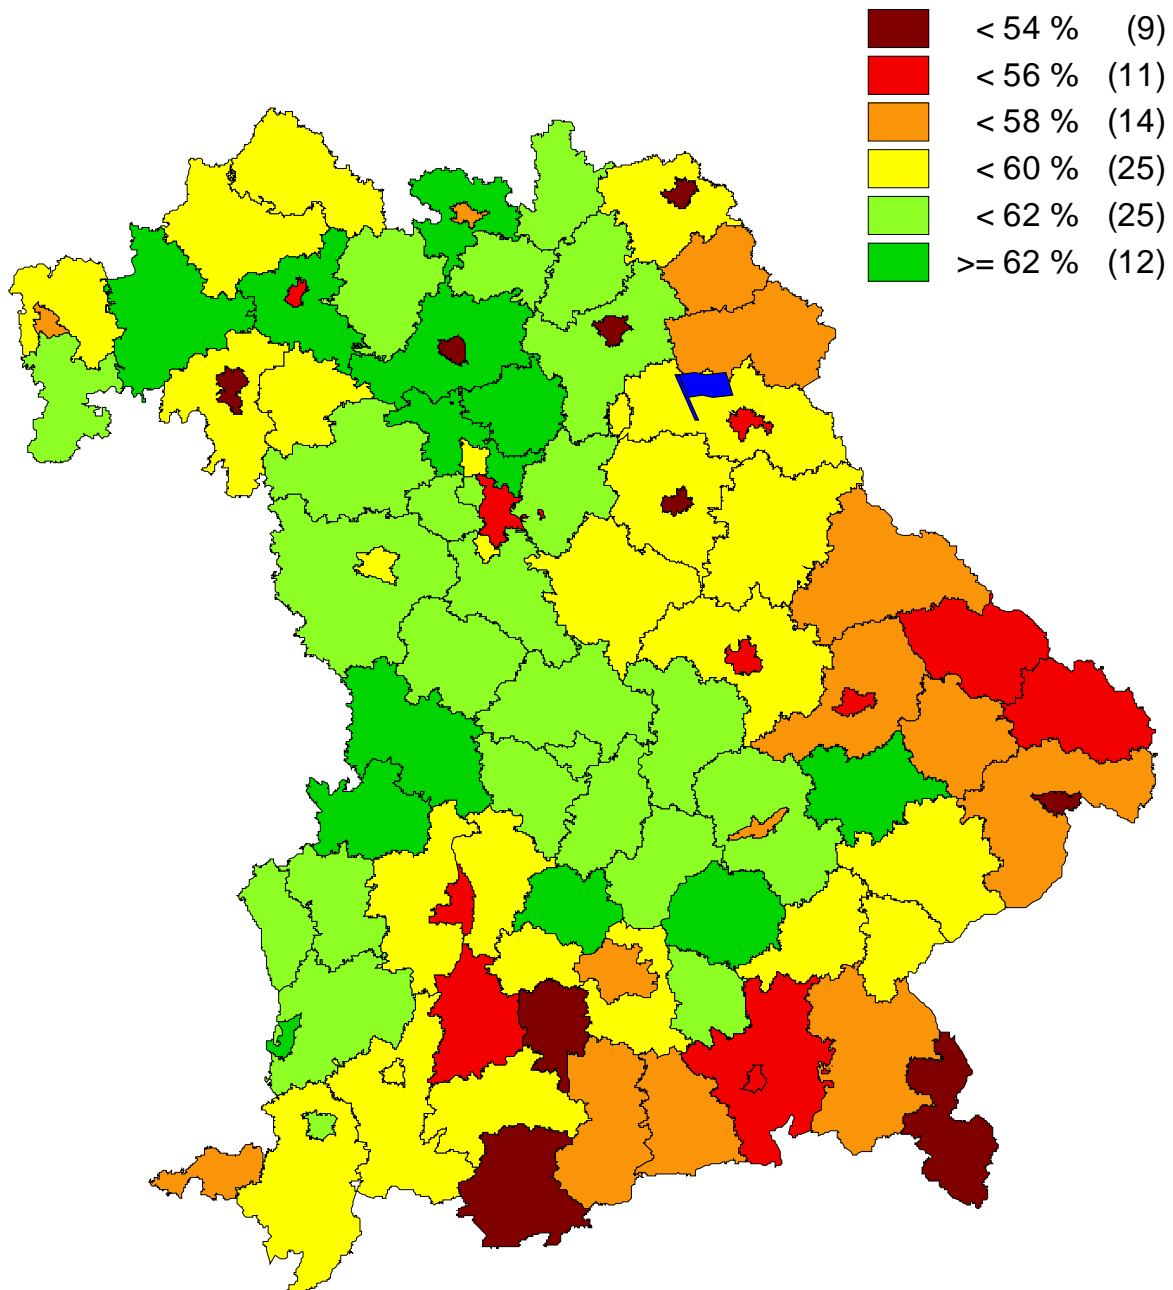 < 54 % (9)
< 56 % (11)
< 58 % (14)
< 60 % (25)
< 62 % (25)
>= 62 % (12)